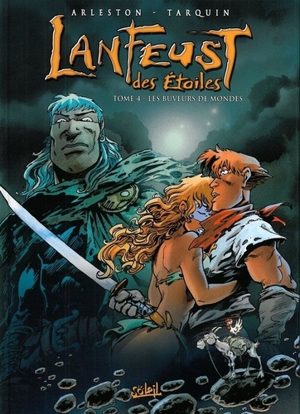 ARLESTON - TARQUIN
LANFEUST
des Étoiles
TOME 4 - LES BUVEURS DE MONDES
Soleil